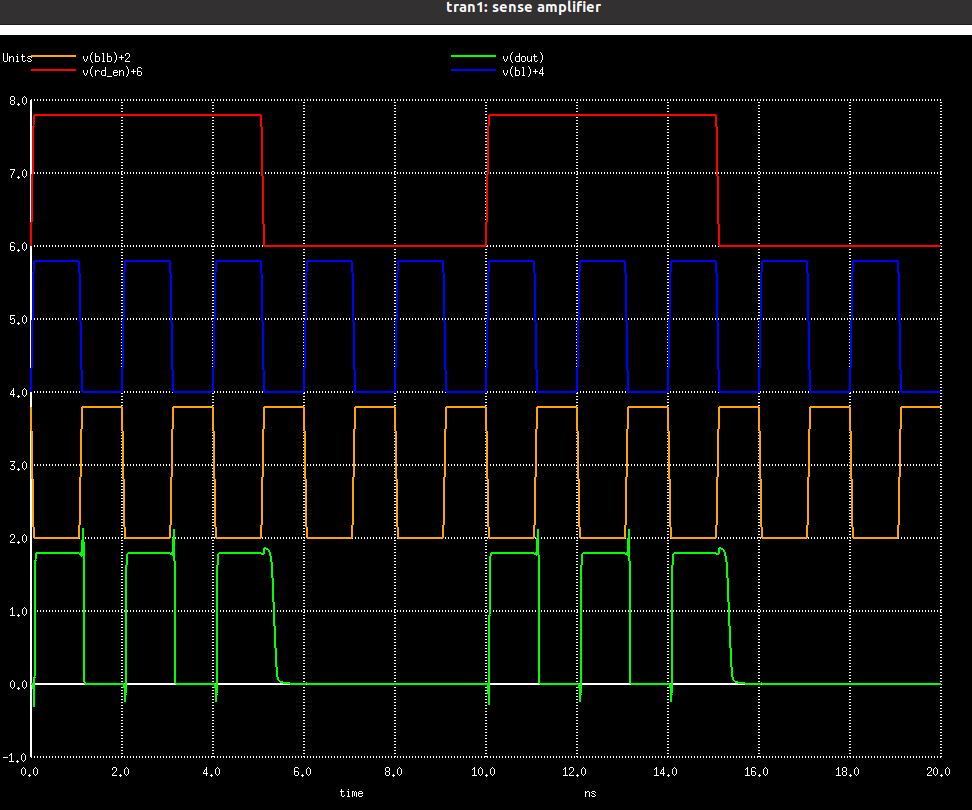 tran1: sense amplifier
Units v(blb)+2 v(dout)
v(rd_en)+6 v(bl)+4
8.0
7.0
6.0
5.0
4.0
3.0
2.0
1.0
0.0
-1.0
0.0 2.0 4.0 6.0 8.0 10.0 12.0 14.0 16.0 18.0 20.0
time ns